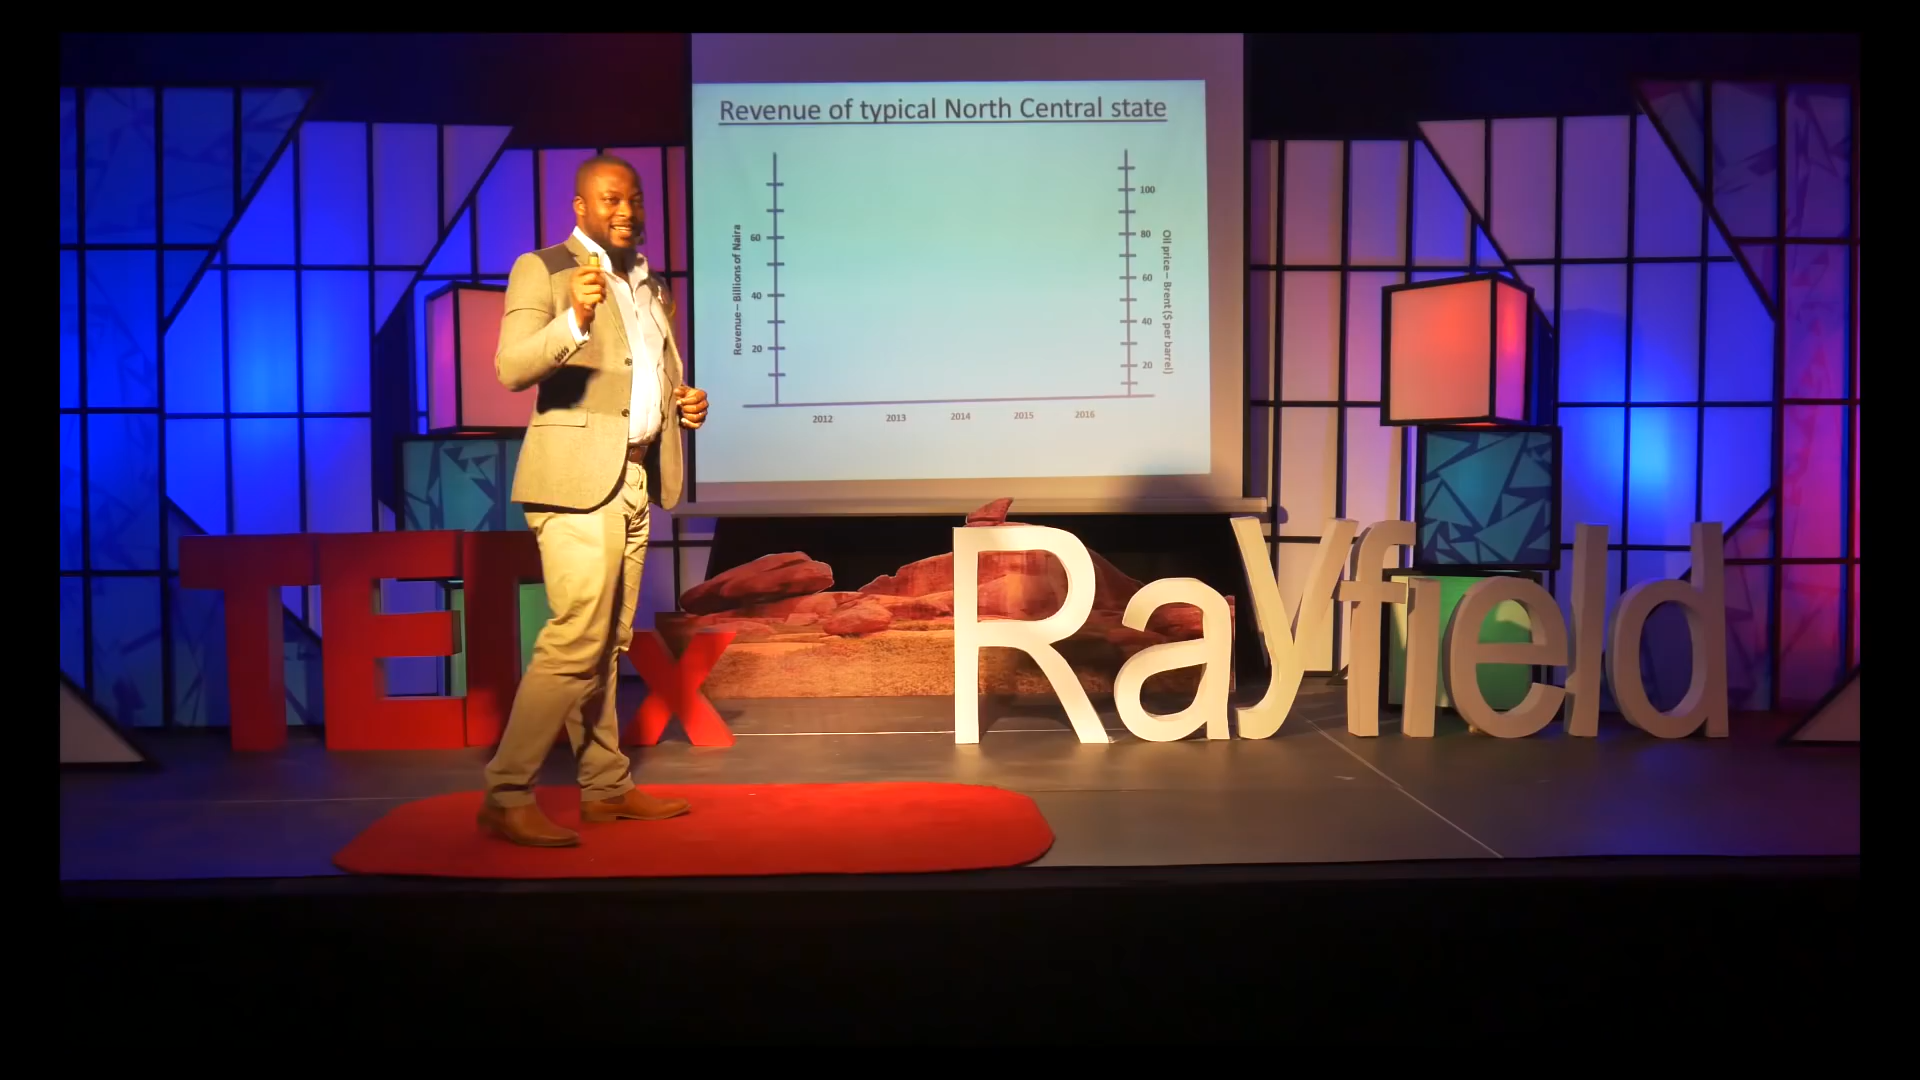 Revenue of typical North Central state
Revenue – Billions of Naira
60
40
20
100
80
60
40
20
Oil price – Brent ($ per barrel)
2012 2013 2014 2015 2016
TEDx Rayfield